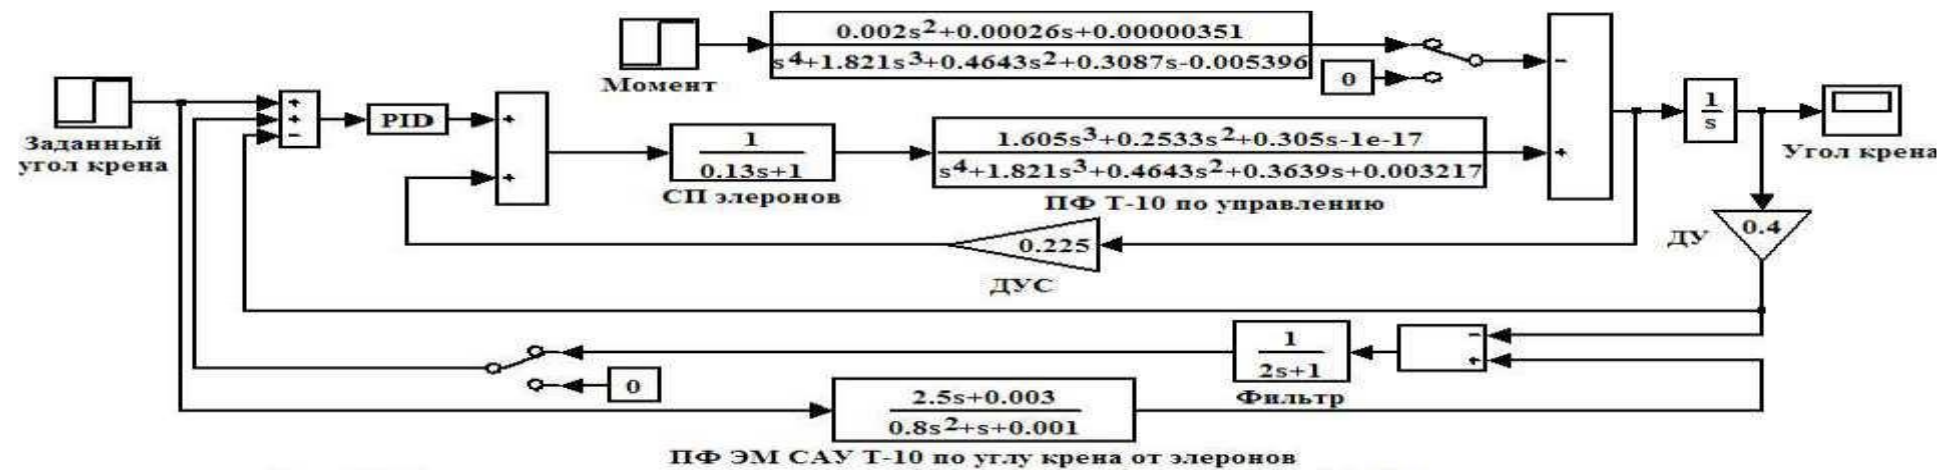 0.002s²+0.00026s+0.00000351
s⁴+1.821s³+0.4643s²+0.3087s-0.005396
Момент
0
-
Заданный
угол крена
+
+
-
PID
+
+
1
0.13s+1
СП элеронов
1.605s³+0.2533s²+0.305s-1e-17
s⁴+1.821s³+0.4643s²+0.3639s+0.003217
ПФ Т-10 по управлению
+
1
s
Угол крена
0.225
ДУС
0.4
ДУ
1
2s+1
Фильтр
-
+
0
2.5s+0.003
0.8s²+s+0.001
ПФ ЭМ САУ Т-10 по углу крена от элеронов